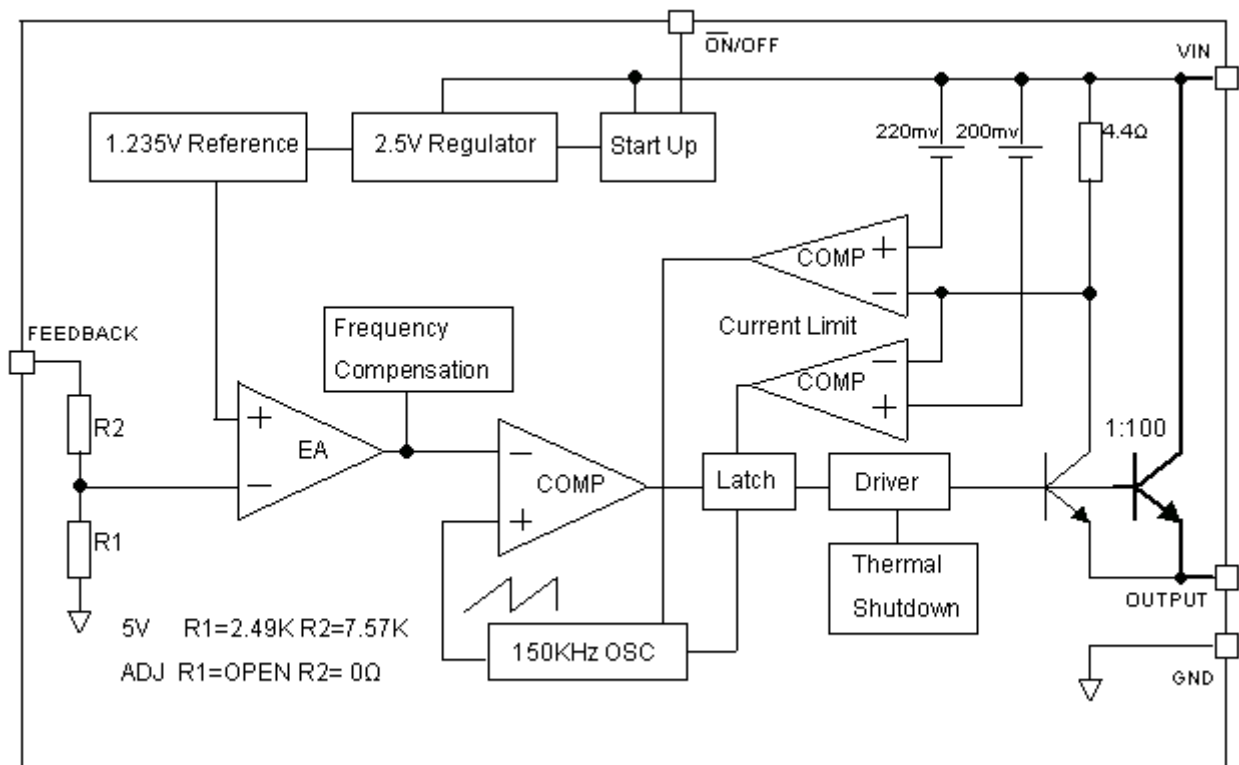 ON/OFF
VIN
220mv 200mv 4.4Ω
1.235V Reference
2.5V Regulator
Start Up
+
COMP
−
FEEDBACK
Frequency
Compensation
Current Limit
−
COMP
+
R2
+
EA
−
−
COMP
+
1:100
Latch
Driver
R1
Thermal
Shutdown
OUTPUT
5V R1=2.49K R2=7.57K
150KHz OSC
ADJ R1=OPEN R2= 0Ω
GND